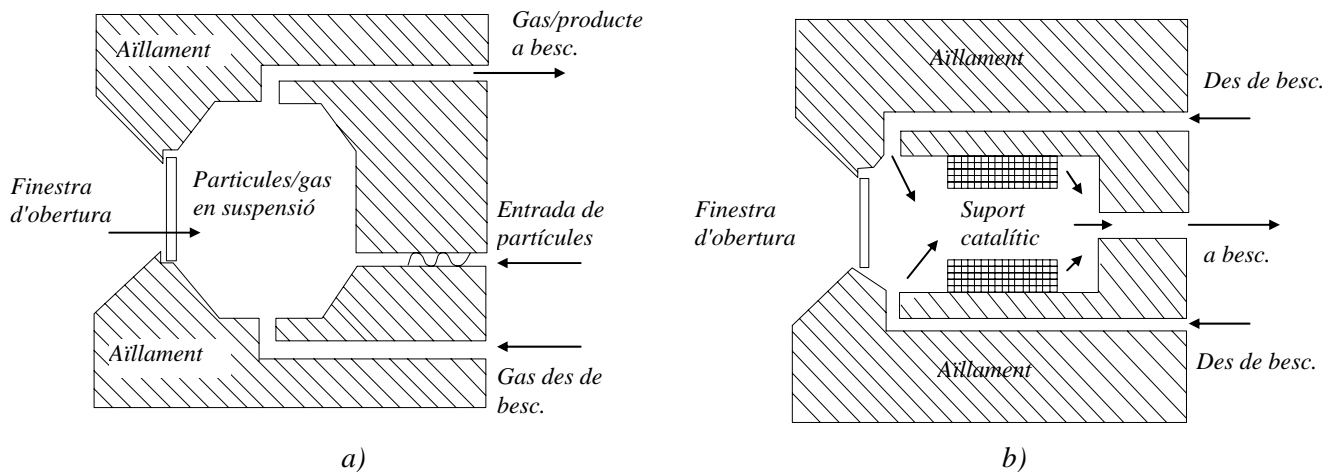 Aïllament
Gas/producte
a besc.
Finestra
d'obertura
Particules/gas
en suspensió
Entrada de
partícules
Aïllament
Gas des de
besc.
a)
Aïllament
Des de besc.
Finestra
d'obertura
Suport
catalític
a besc.
Aïllament
Des de besc.
b)